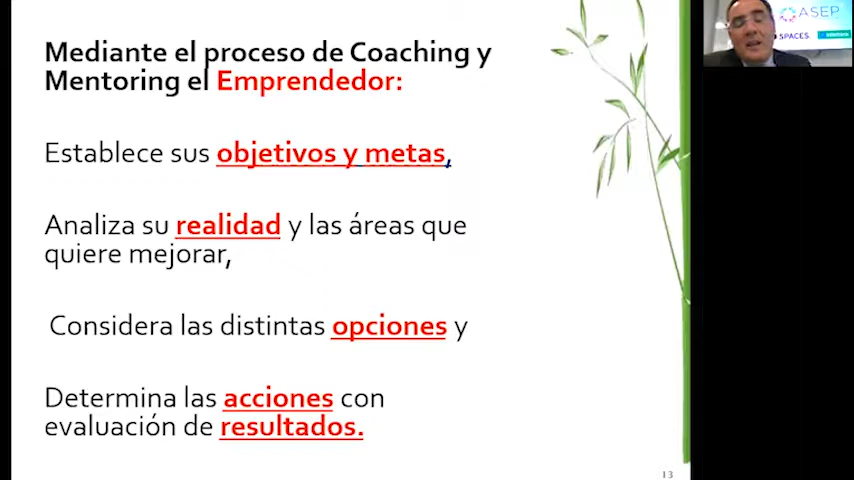 Mediante el proceso de Coaching y
Mentoring el Emprendedor:
Establece sus objetivos y metas,
Analiza su realidad y las áreas que
quiere mejorar,
Considera las distintas opciones y
Determina las acciones con
evaluación de resultados.
13
ASEP
SPACES.